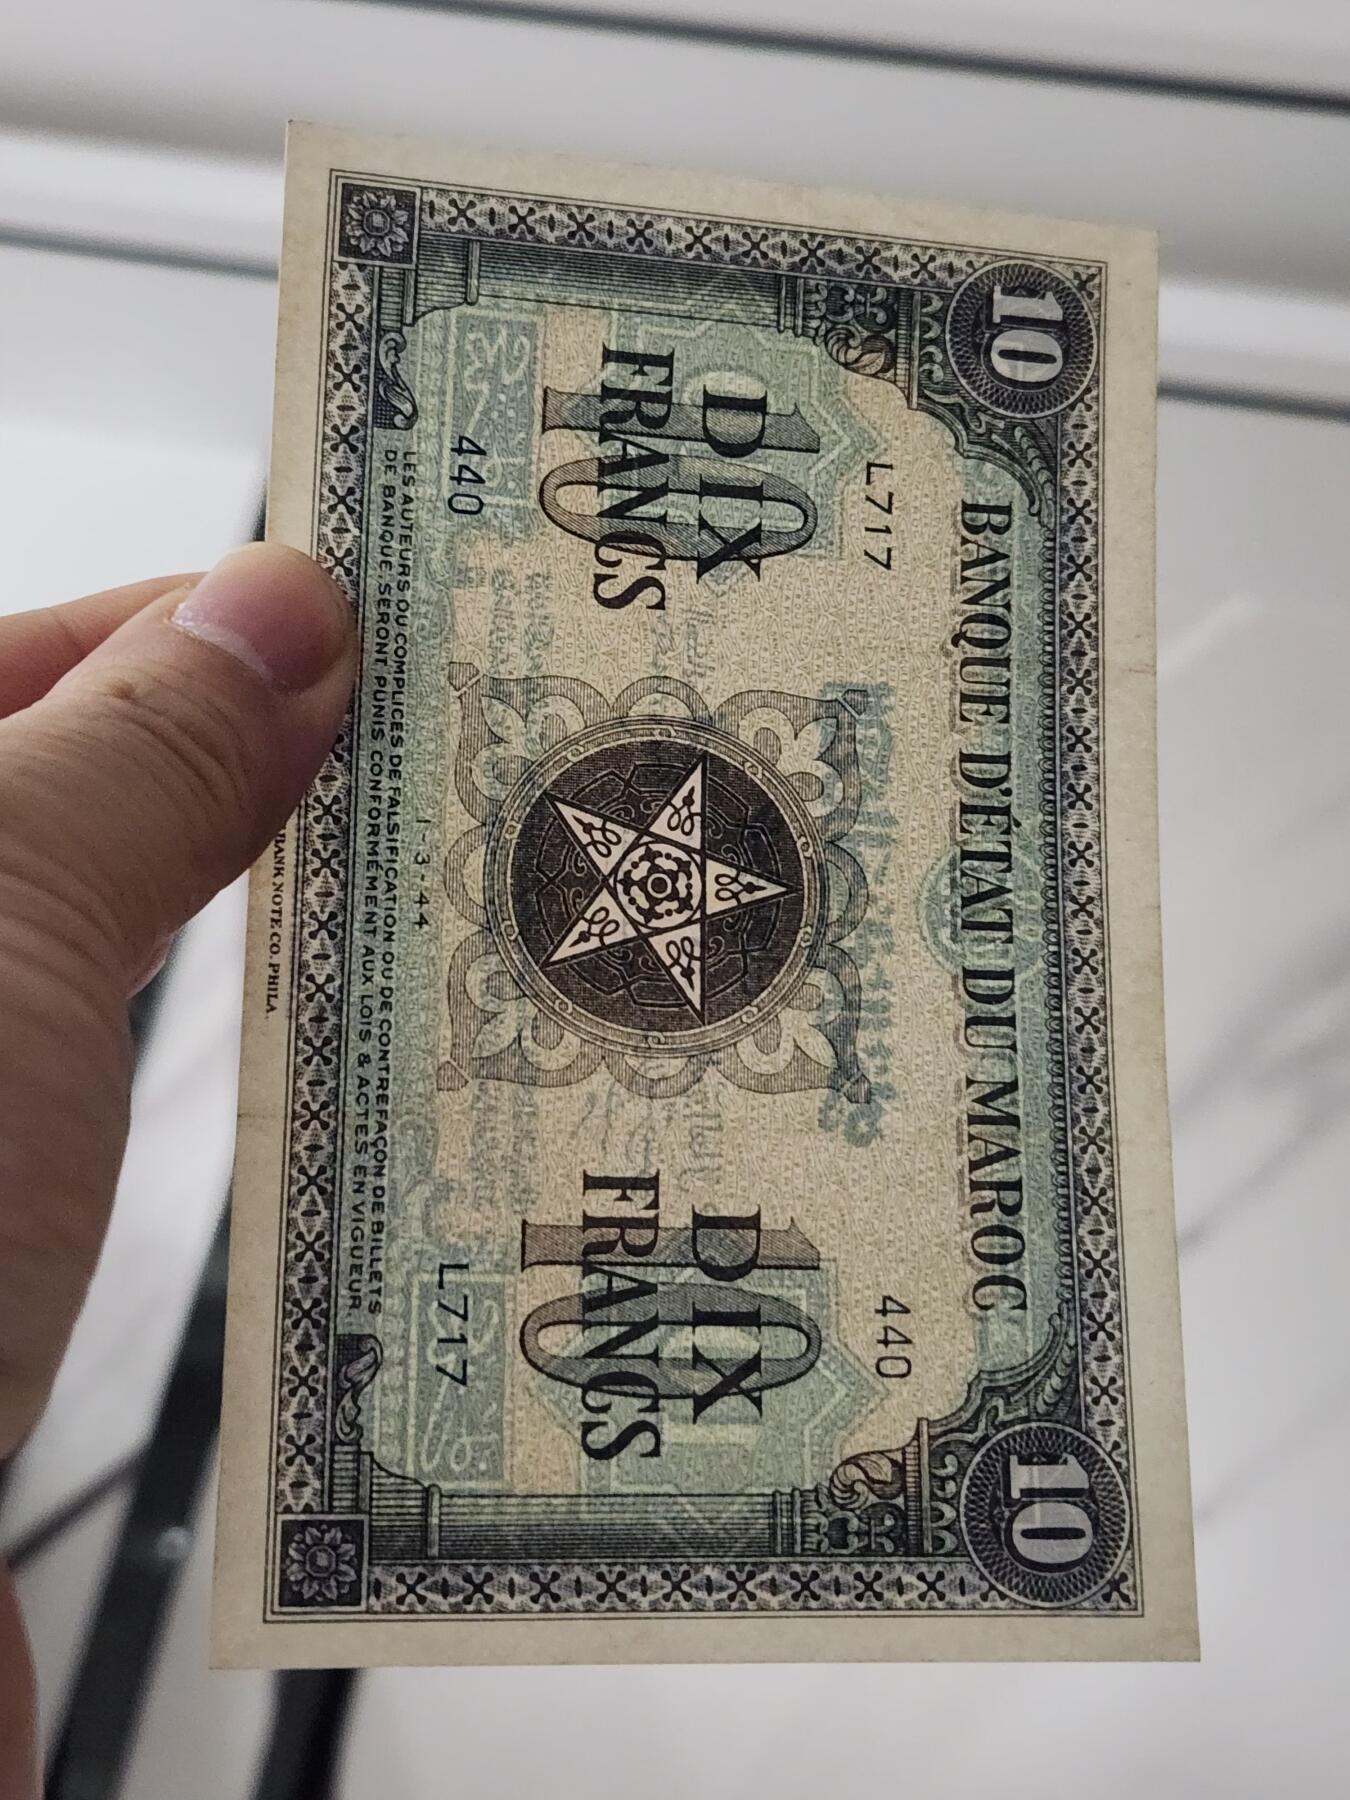 10
10
BANQUE D'ÉTAT DU MAROC
L717
440
10
DIX
FRANCS
10
DIX
FRANCS
440
1-3-44
L717
LES AUTEURS OU COMPLICES DE FALSIFICATION OU DE CONTREFAÇON DE BILLETS
DE BANQUE SERONT PUNIS CONFORMÉMENT AUX LOIS & ACTES EN VIGUEUR.
BANK NOTE CO. PHILA.